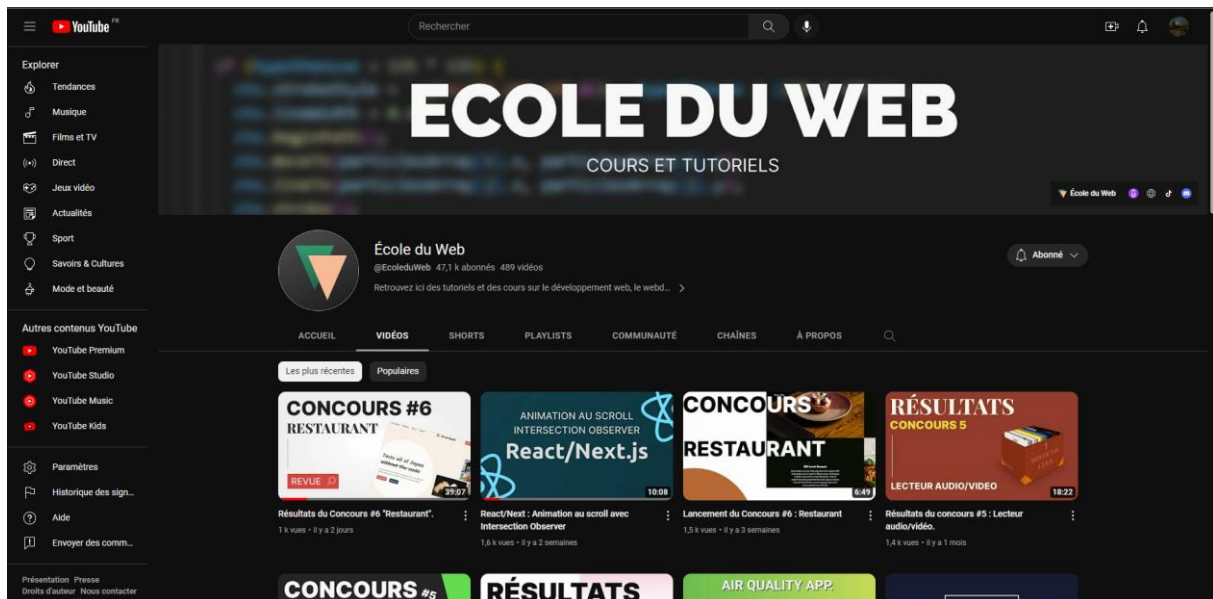 YouTube FR
Rechercher
Explorer
Tendances
Musique
Films et TV
Direct
Jeux vidéo
Actualités
Sport
Savoirs & Cultures
Mode et beauté
Autres contenus YouTube
YouTube Premium
YouTube Studio
YouTube Music
YouTube Kids
Paramètres
Historique des sign...
Aide
Envoyer des comm...
Présentation Presse
Droits d'auteur Nous contacter
ECOLE DU WEB
COURS ET TUTORIELS
École du Web
École du Web
@EcoleduWeb 47,1 k abonnés 489 vidéos
Retrouvez ici des tutoriels et des cours sur le développement web, le webd...
Abonné
ACCUEIL VIDÉOS SHORTS PLAYLISTS COMMUNAUTÉ CHAÎNES À PROPOS
Les plus récentes Populaires
CONCOURS #6
RESTAURANT
REVUE
39:07
Résultats du Concours #6 "Restaurant".
1 k vues • il y a 2 jours
ANIMATION AU SCROLL
INTERSECTION OBSERVER
React/Next.js
10:08
React/Next : Animation au scroll avec
Intersection Observer
1,6 k vues • il y a 2 semaines
CONCOURS
RESTAURANT
6:49
Lancement du Concours #6 : Restaurant
1,5 k vues • il y a 3 semaines
RÉSULTATS
CONCOURS 5
LECTEUR AUDIO/VIDEO
18:22
Résultats du concours #5 : Lecteur
audio/vidéo.
1,4 k vues • il y a 1 mois
CONCOURS #5
RÉSULTATS
AIR QUALITY APP.